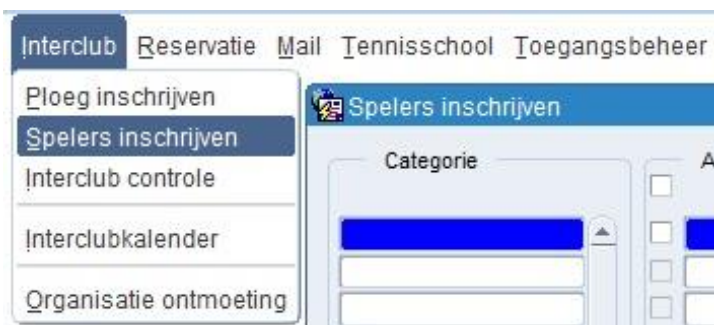 Interclub Reservatie Mail Tennisschool Toegangsbeheer
Ploeg inschrijven
Spelers inschrijven
Interclub controle
Interclubkalender
Organisatie ontmoeting
Spelers inschrijven
Categorie A